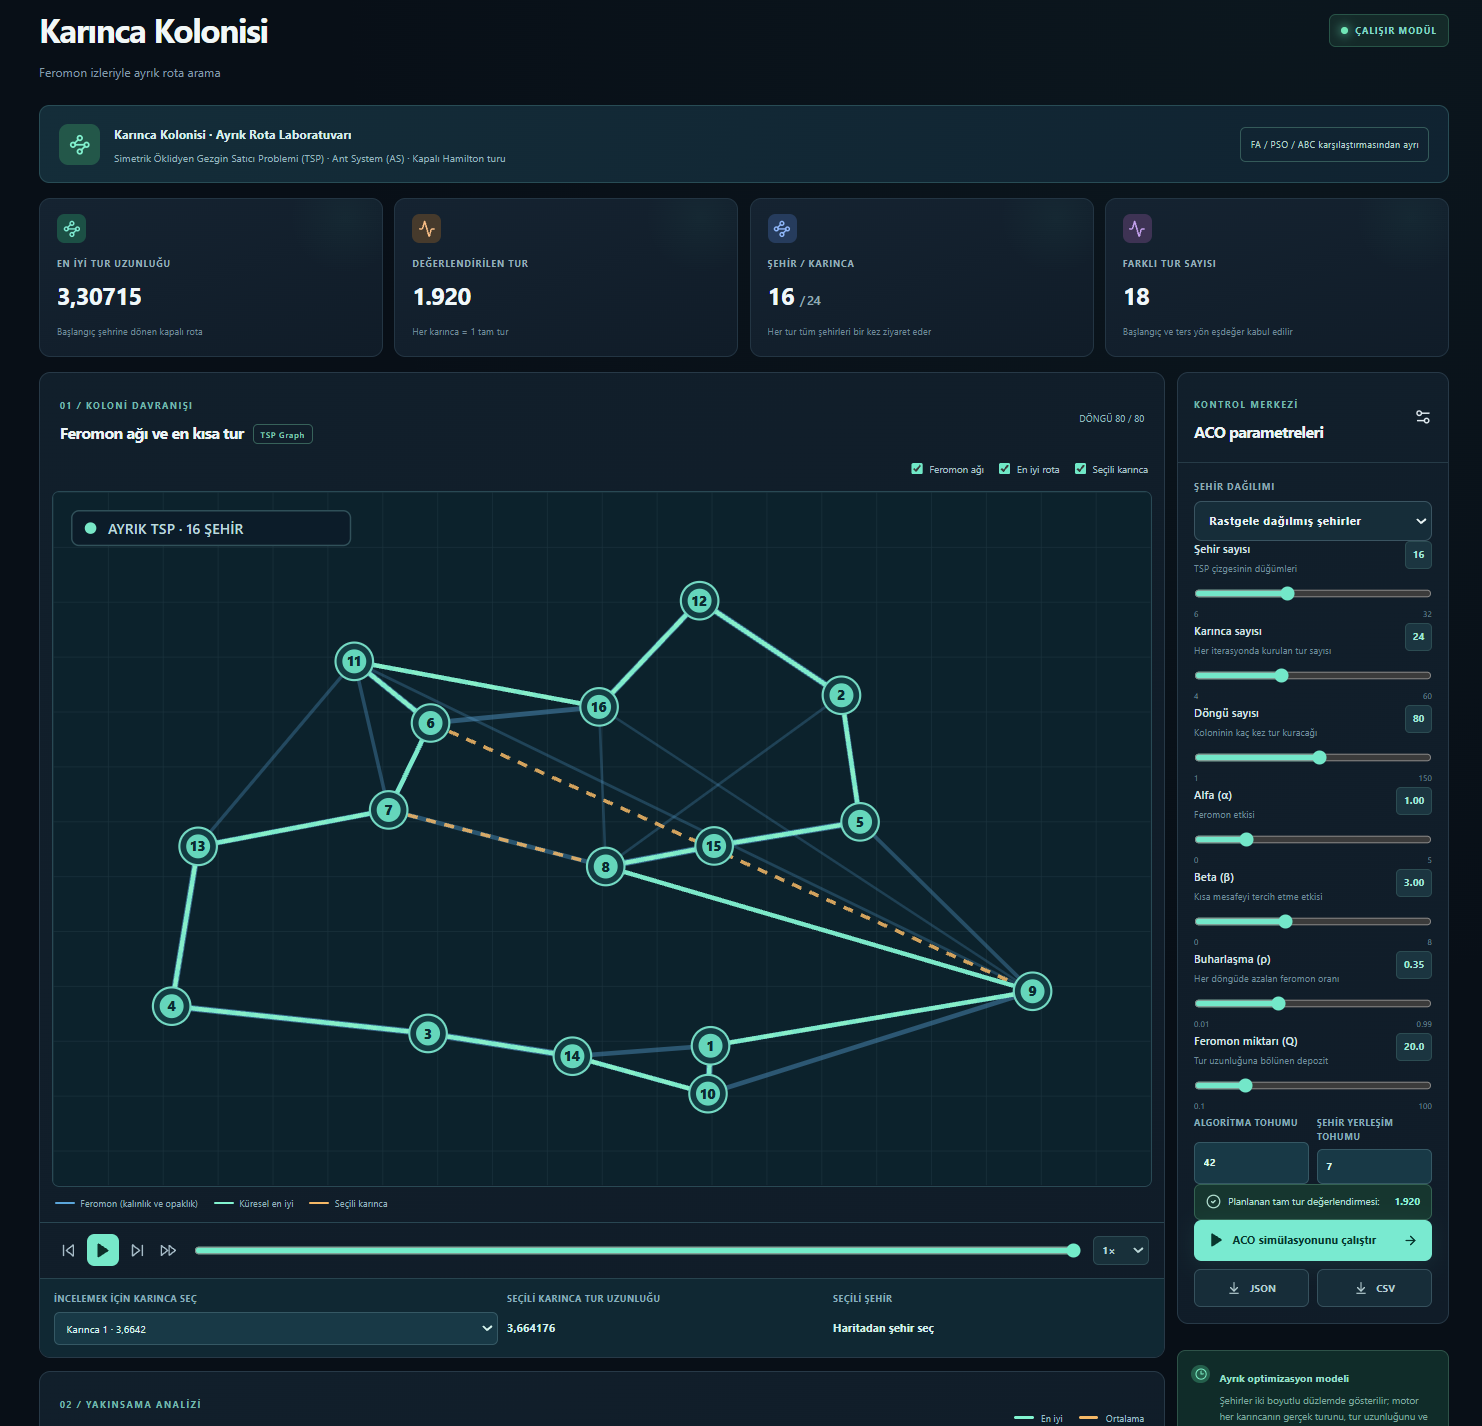 Karınca Kolonisi
ÇALIŞIR MODÜL
Feromon izleriyle ayrık rota arama
Karınca Kolonisi · Ayrık Rota Laboratuvarı
Simetrik Öklidyen Gezgin Satıcı Problemi (TSP) · Ant System (AS) · Kapalı Hamilton turu
FA / PSO / ABC karşılaştırmasından ayrı
EN İYİ TUR UZUNLUĞU
3,30715
Başlangıç şehrine dönen kapalı rota
DEĞERLENDİRİLEN TUR
1.920
Her karınca = 1 tam tur
ŞEHİR / KARINCA
16 / 24
Her tur tüm şehirleri bir kez ziyaret eder
FARKLI TUR SAYISI
18
Başlangıç ve ters yön eşdeğer kabul edilir
01 / KOLONİ DAVRANIŞI
Feromon ağı ve en kısa tur TSP Graph
DÖNGÜ 80 / 80
Feromon ağı En iyi rota Seçili karınca
AYRIK TSP · 16 ŞEHİR
12
11
2
16
6
7
5
13
15
8
9
4
3
1
14
10
Feromon (kalınlık ve opaklık) Küresel en iyi Seçili karınca
1×
İNCELEMEK İÇİN KARINCA SEÇ
Karınca 1 · 3,6642
SEÇİLİ KARINCA TUR UZUNLUĞU
3,664176
SEÇİLİ ŞEHİR
Haritadan şehir seç
02 / YAKINSAMA ANALİZİ
En iyi Ortalama
KONTROL MERKEZİ
ACO parametreleri
ŞEHİR DAĞILIMI
Rastgele dağılmış şehirler
Şehir sayısı 16
TSP çizgesinin düğümleri
6 32
Karınca sayısı 24
Her iterasyonda kurulan tur sayısı
4 60
Döngü sayısı 80
Koloninin kaç kez tur kuracağı
1 150
Alfa (α) 1.00
Feromon etkisi
0 5
Beta (β) 3.00
Kısa mesafeyi tercih etme etkisi
0 8
Buharlaşma (ρ) 0.35
Her döngüde azalan feromon oranı
0.01 0.99
Feromon miktarı (Q) 20.0
Tur uzunluğuna bölünen depozit
0.1 100
ALGORİTMA TOHUMU
42
ŞEHİR YERLEŞİM
TOHUMU
7
Planlanan tam tur değerlendirmesi: 1.920
ACO simülasyonunu çalıştır
JSON CSV
Ayrık optimizasyon modeli
Şehirler iki boyutlu düzlemde gösterilir; motor
her karıncanın gerçek turunu, tur uzunluğunu ve